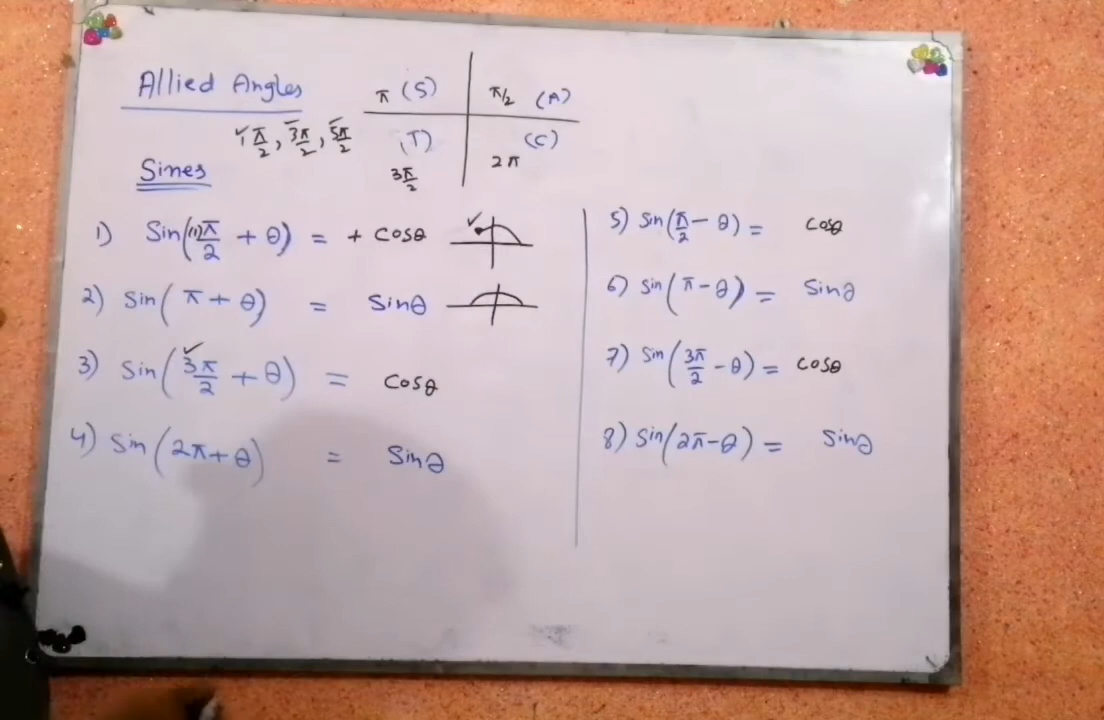 Allied Angles
π (S)
π/2 (A)
(T)
3π/2
(C)
2π
1π/2, 3π/2, 5π/2
Sines
1) Sin((1)π/2 + θ) = + cosθ
2) Sin(π + θ) = Sinθ
3) Sin(3π/2 + θ) = cosθ
4) Sin(2π+θ) = Sinθ
5) Sin(π/2 - θ) = cosθ
6) Sin(π-θ) = Sinθ
7) Sin(3π/2 - θ) = cosθ
8) Sin(2π-θ) = Sinθ